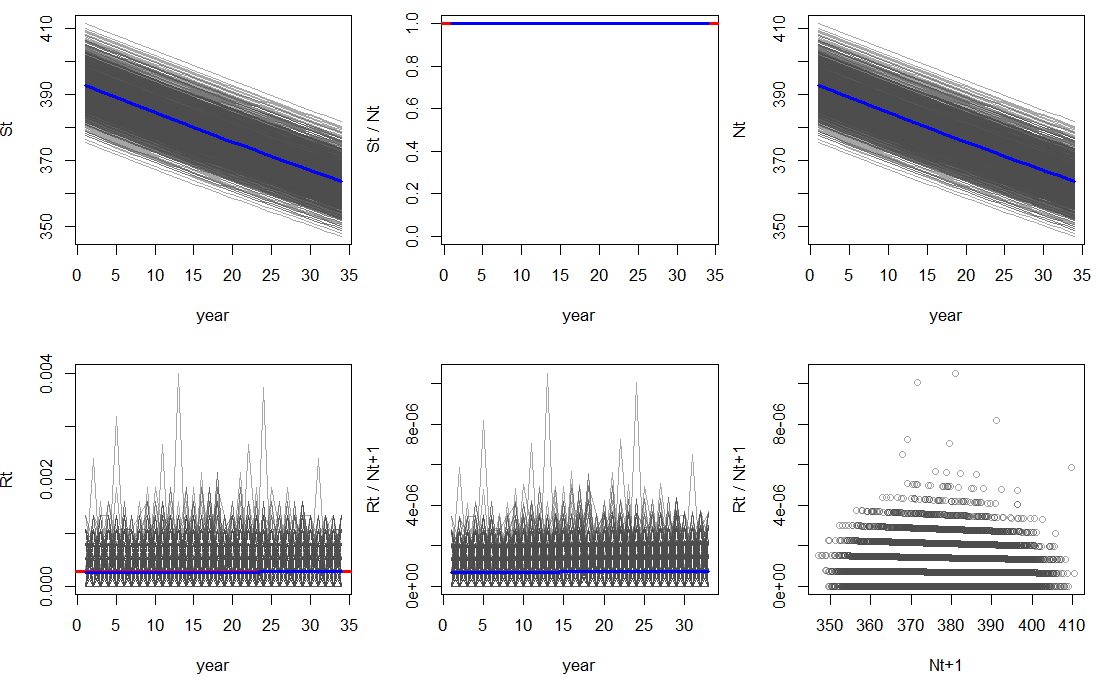 St
410
390
370
350
0 5 10 15 20 25 30 35
year
St / Nt
1.0
0.8
0.6
0.4
0.2
0.0
0 5 10 15 20 25 30 35
year
Nt
410
390
370
350
0 5 10 15 20 25 30 35
year
Rt
0.004
0.002
0.000
0 5 10 15 20 25 30 35
year
Rt / Nt+1
8e-06
4e-06
0e+00
0 5 10 15 20 25 30
year
Rt / Nt+1
8e-06
4e-06
0e+00
350 360 370 380 390 400 410
Nt+1